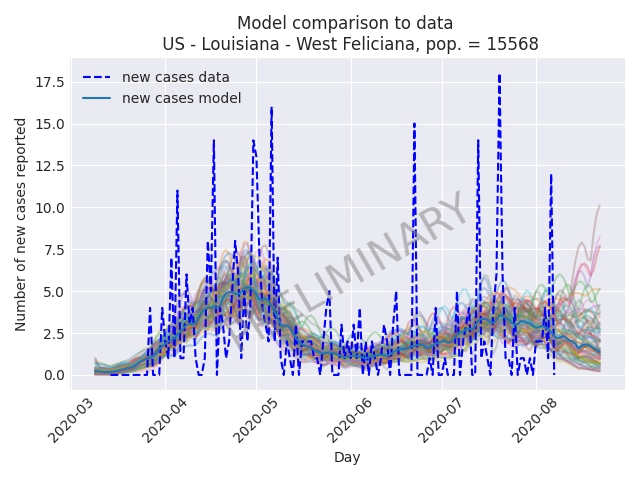 Model comparison to data
US - Louisiana - West Feliciana, pop. = 15568
new cases data
new cases model
17.5
15.0
12.5
10.0
7.5
5.0
2.5
0.0
Number of new cases reported
PRELIMINARY
2020-03
2020-04
2020-05
2020-06
2020-07
2020-08
Day